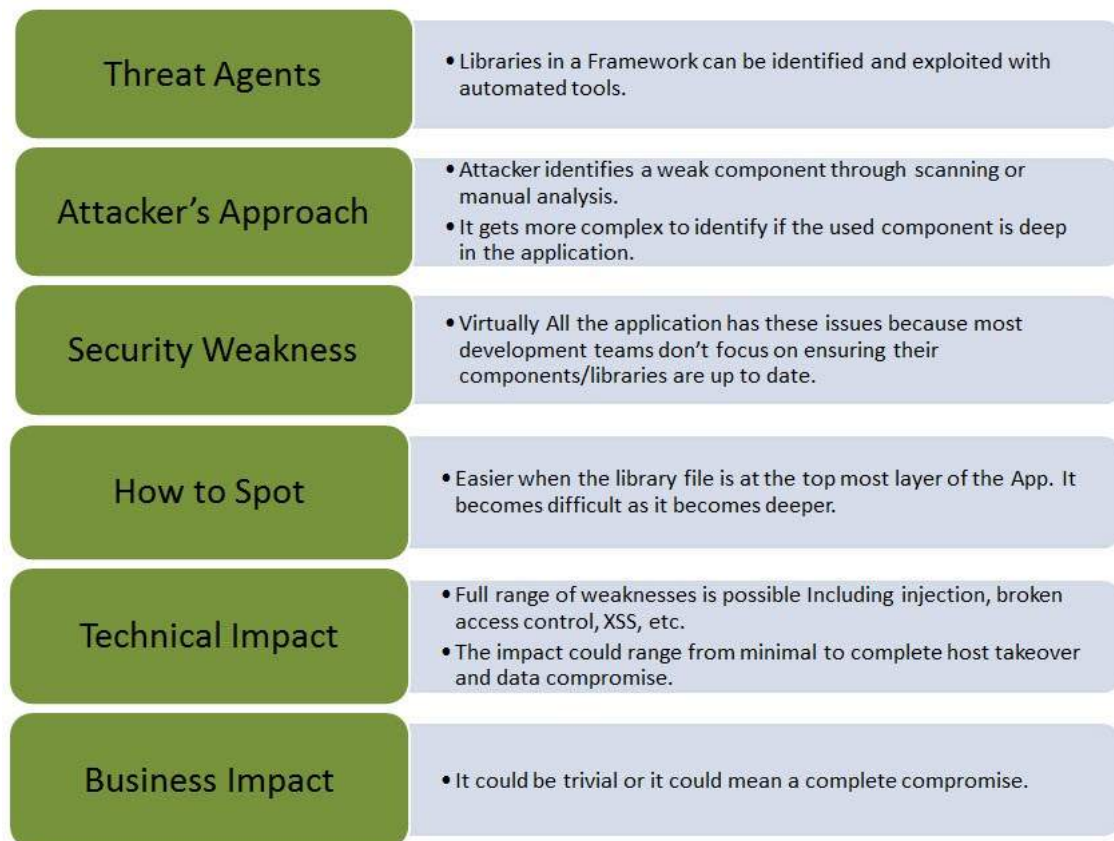 Threat Agents
• Libraries in a Framework can be identified and exploited with
automated tools.
Attacker's Approach
• Attacker identifies a weak component through scanning or
manual analysis.
• It gets more complex to identify if the used component is deep
in the application.
Security Weakness
• Virtually All the application has these issues because most
development teams don't focus on ensuring their
components/libraries are up to date.
How to Spot
• Easier when the library file is at the top most layer of the App. It
becomes difficult as it becomes deeper.
Technical Impact
• Full range of weaknesses is possible Including injection, broken
access control, XSS, etc.
• The impact could range from minimal to complete host takeover
and data compromise.
Business Impact
• It could be trivial or it could mean a complete compromise.